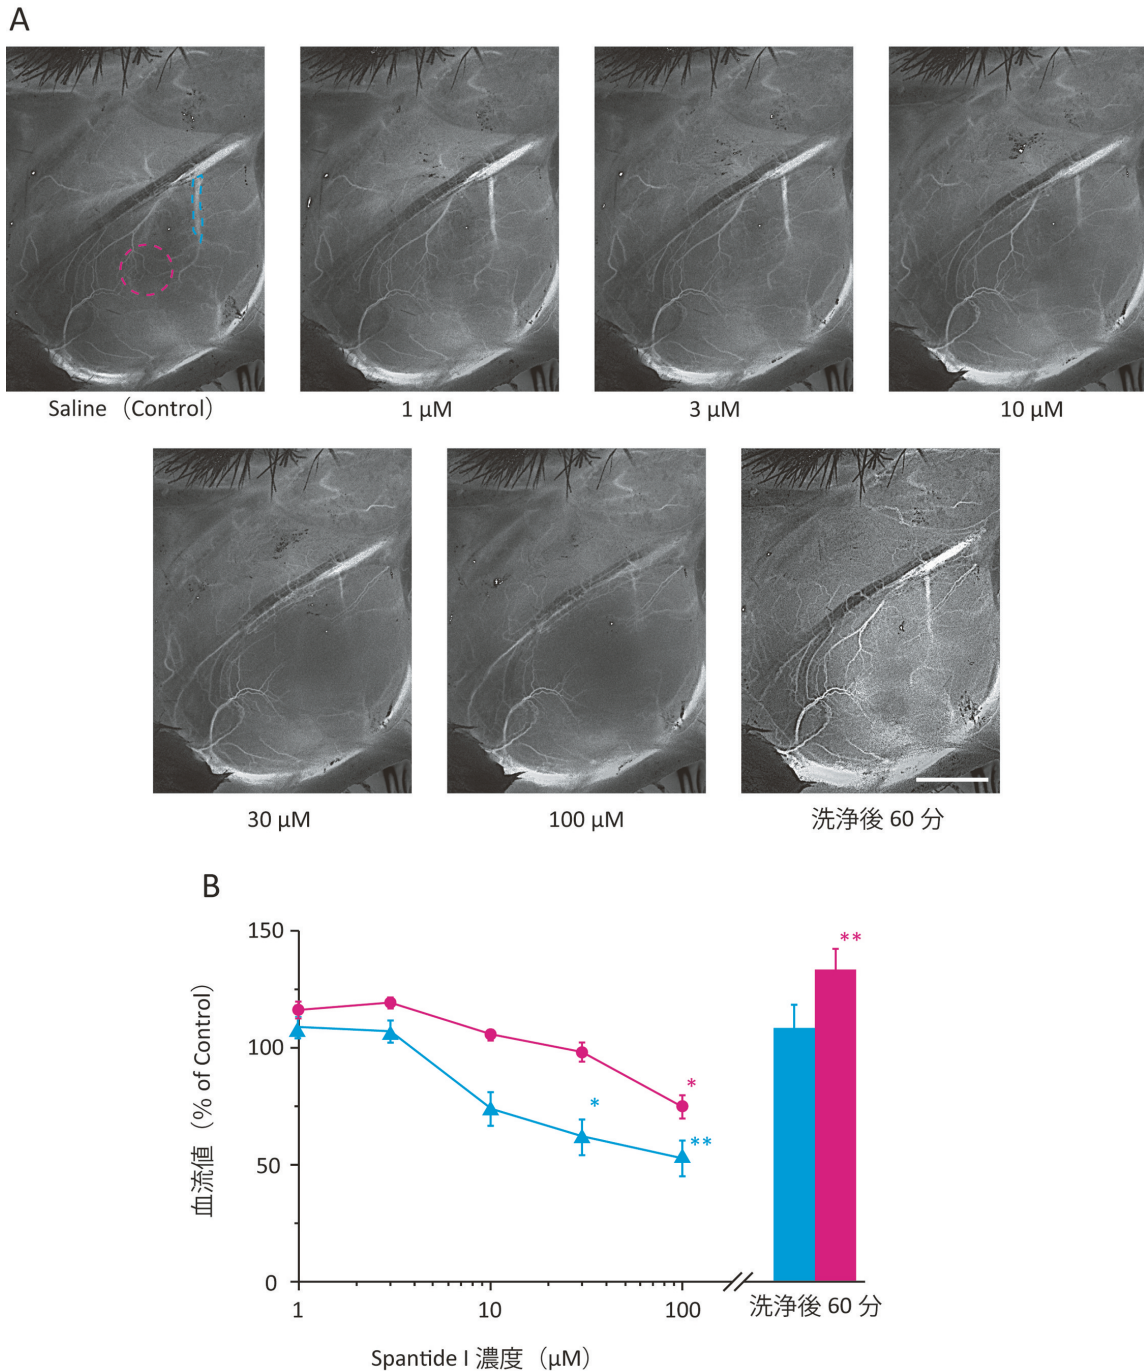 A
Saline（Control）
1 μM
3 μM
10 μM
30 μM
100 μM
洗浄後 60 分
B
血流値（% of Control）
150
100
50
0
*
**
*
**
1
10
100
洗浄後 60 分
Spantide I 濃度（μM）